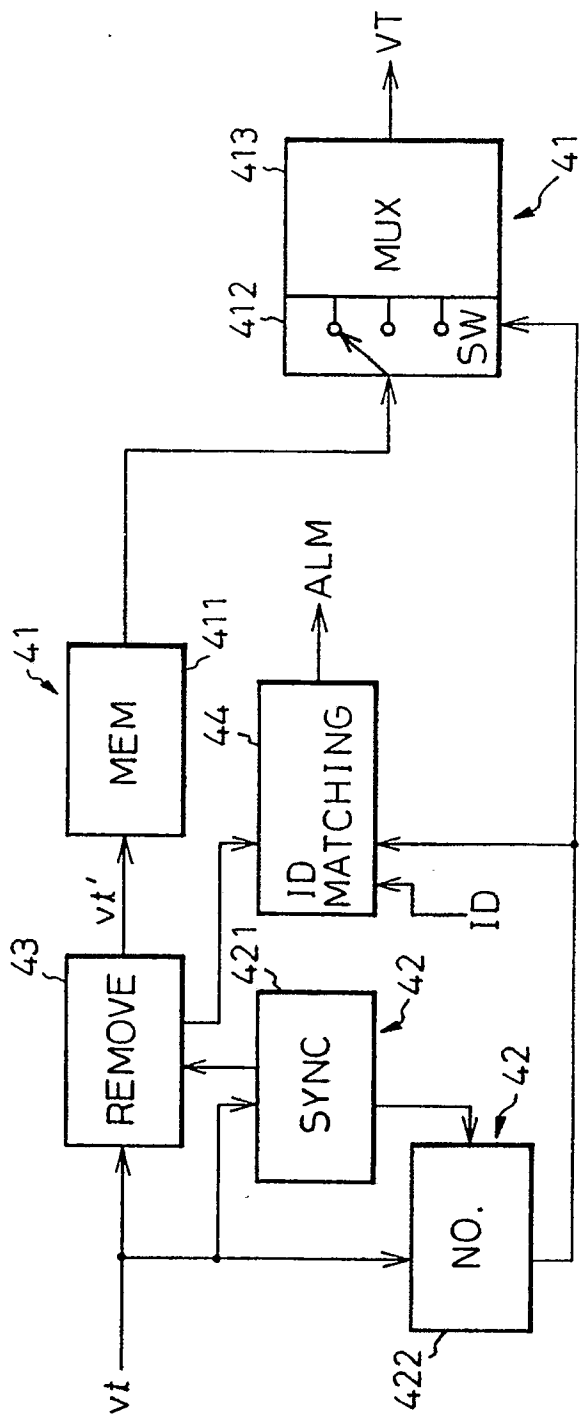 vt
43
REMOVE
vt'
41
MEM
411
421
SYNC
42
44
ID
MATCHING
ALM
ID
412
413
SW
MUX
VT
41
422
NO.
42